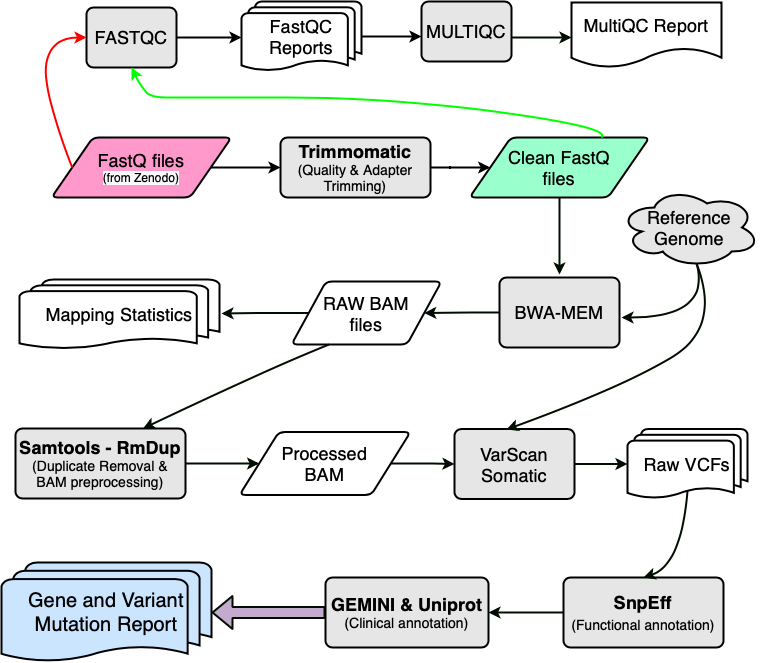 FASTQC
FastQC
Reports
MULTIQC
MultiQC Report
FastQ files
(from Zenodo)
Trimmomatic
(Quality & Adapter
Trimming)
Clean FastQ
files
Reference
Genome
Mapping Statistics
RAW BAM
files
BWA-MEM
Samtools - RmDup
(Duplicate Removal &
BAM preprocessing)
Processed
BAM
VarScan
Somatic
Raw VCFs
Gene and Variant
Mutation Report
GEMINI & Uniprot
(Clinical annotation)
SnpEff
(Functional annotation)